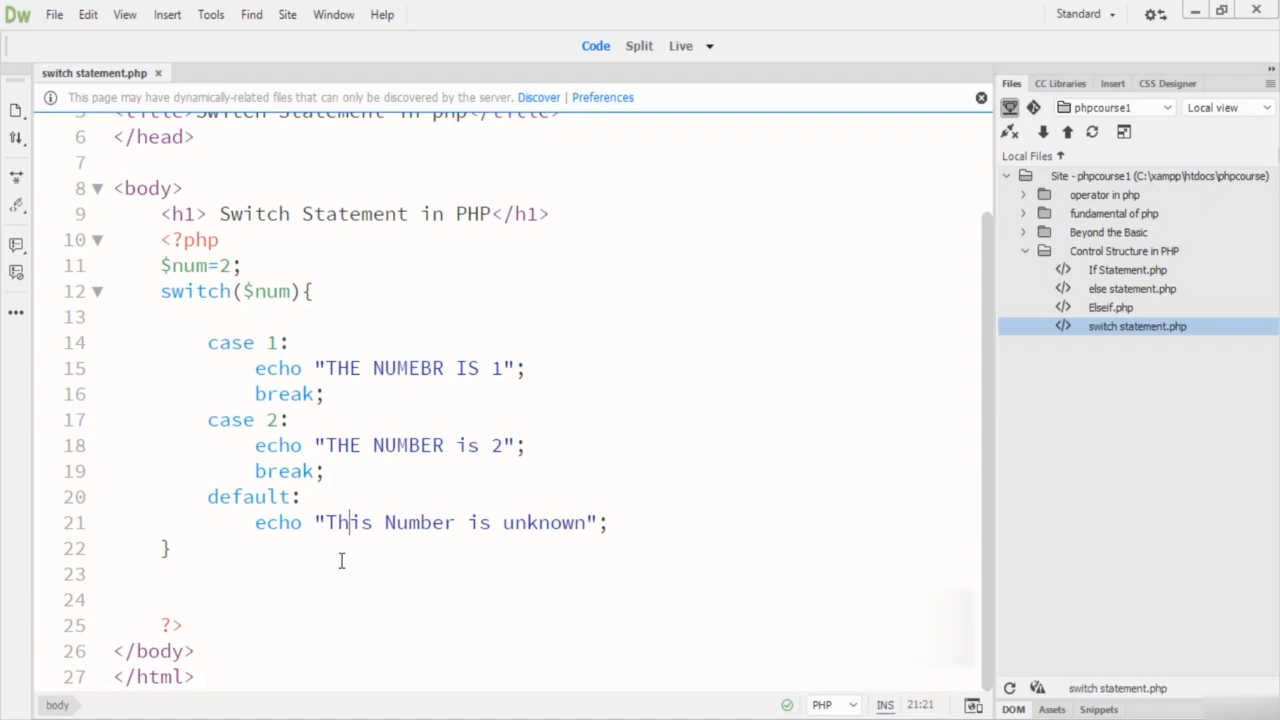 Dw File Edit View Insert Tools Find Site Window Help Standard
Code Split Live
switch statement.php ×
This page may have dynamically-related files that can only be discovered by the server. Discover | Preferences
5 <title>Switch Statement in php</title>
6 </head>
7
8 <body>
9 <h1> Switch Statement in PHP</h1>
10 <?php
11 $num=2;
12 switch($num){
13
14 case 1:
15 echo "THE NUMEBR IS 1";
16 break;
17 case 2:
18 echo "THE NUMBER is 2";
19 break;
20 default:
21 echo "This Number is unknown";
22 }
23
24
25 ?>
26 </body>
27 </html>
body PHP INS 21:21
Files CC Libraries Insert CSS Designer
phpcourse1 Local view
Local Files
Site - phpcourse1 (C:\xampp\htdocs\phpcourse)
operator in php
fundamental of php
Beyond the Basic
Control Structure in PHP
If Statement.php
else statement.php
Elseif.php
switch statement.php
switch statement.php
DOM Assets Snippets